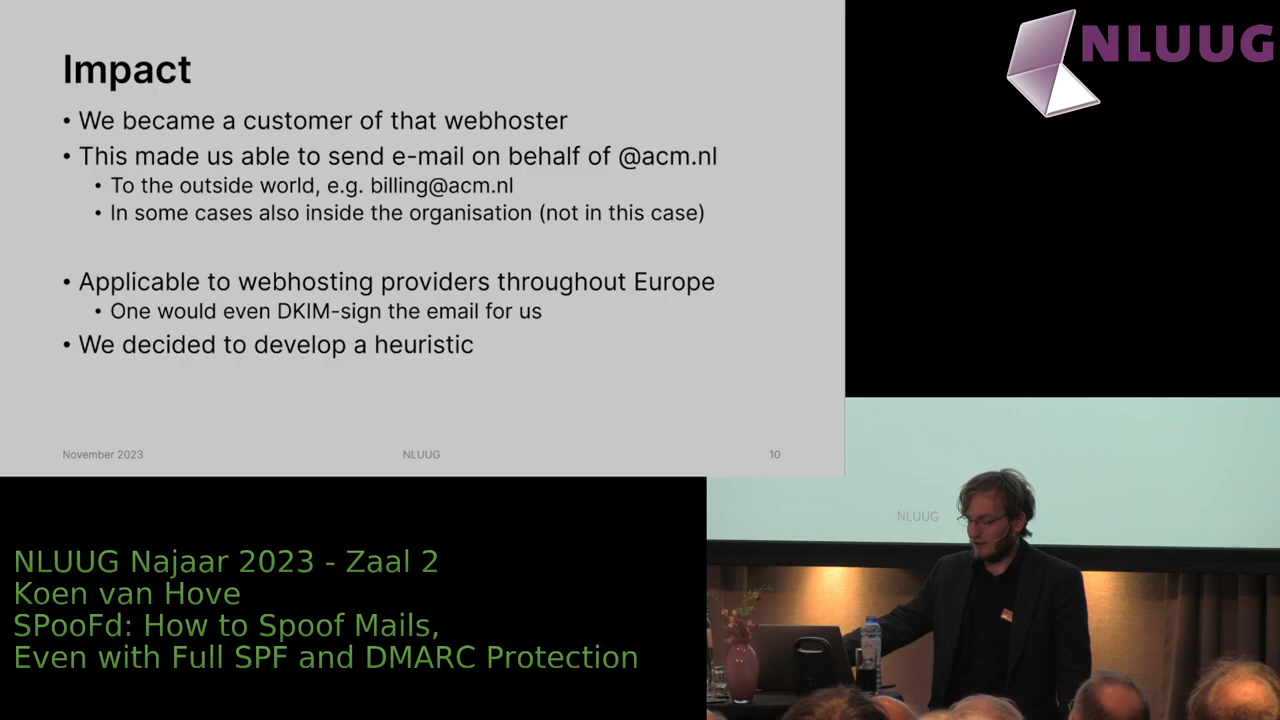 Impact
• We became a customer of that webhoster
• This made us able to send e-mail on behalf of @acm.nl
• To the outside world, e.g. billing@acm.nl
• In some cases also inside the organisation (not in this case)
• Applicable to webhosting providers throughout Europe
• One would even DKIM-sign the email for us
• We decided to develop a heuristic
November 2023 NLUUG 10
NLUUG
NLUUG
NLUUG Najaar 2023 - Zaal 2
Koen van Hove
SPooFd: How to Spoof Mails,
Even with Full SPF and DMARC Protection